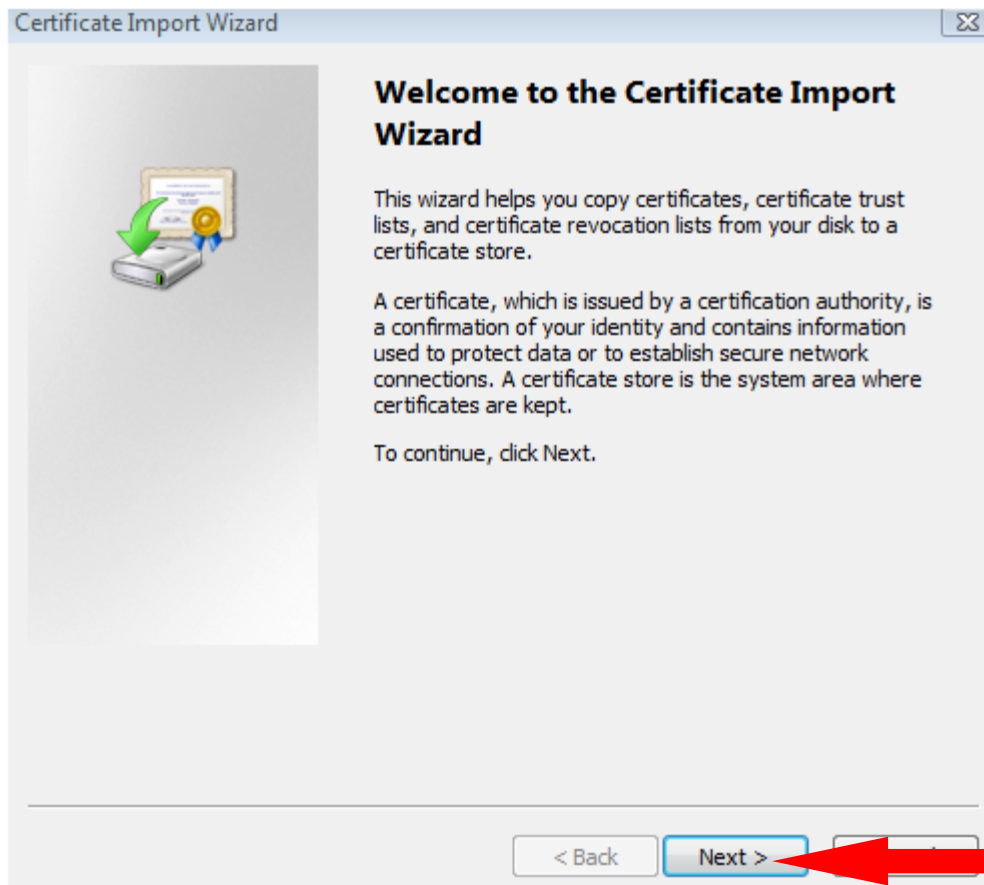 Certificate Import Wizard
Welcome to the Certificate Import
Wizard
This wizard helps you copy certificates, certificate trust
lists, and certificate revocation lists from your disk to a
certificate store.
A certificate, which is issued by a certification authority, is
a confirmation of your identity and contains information
used to protect data or to establish secure network
connections. A certificate store is the system area where
certificates are kept.
To continue, click Next.
< Back Next >